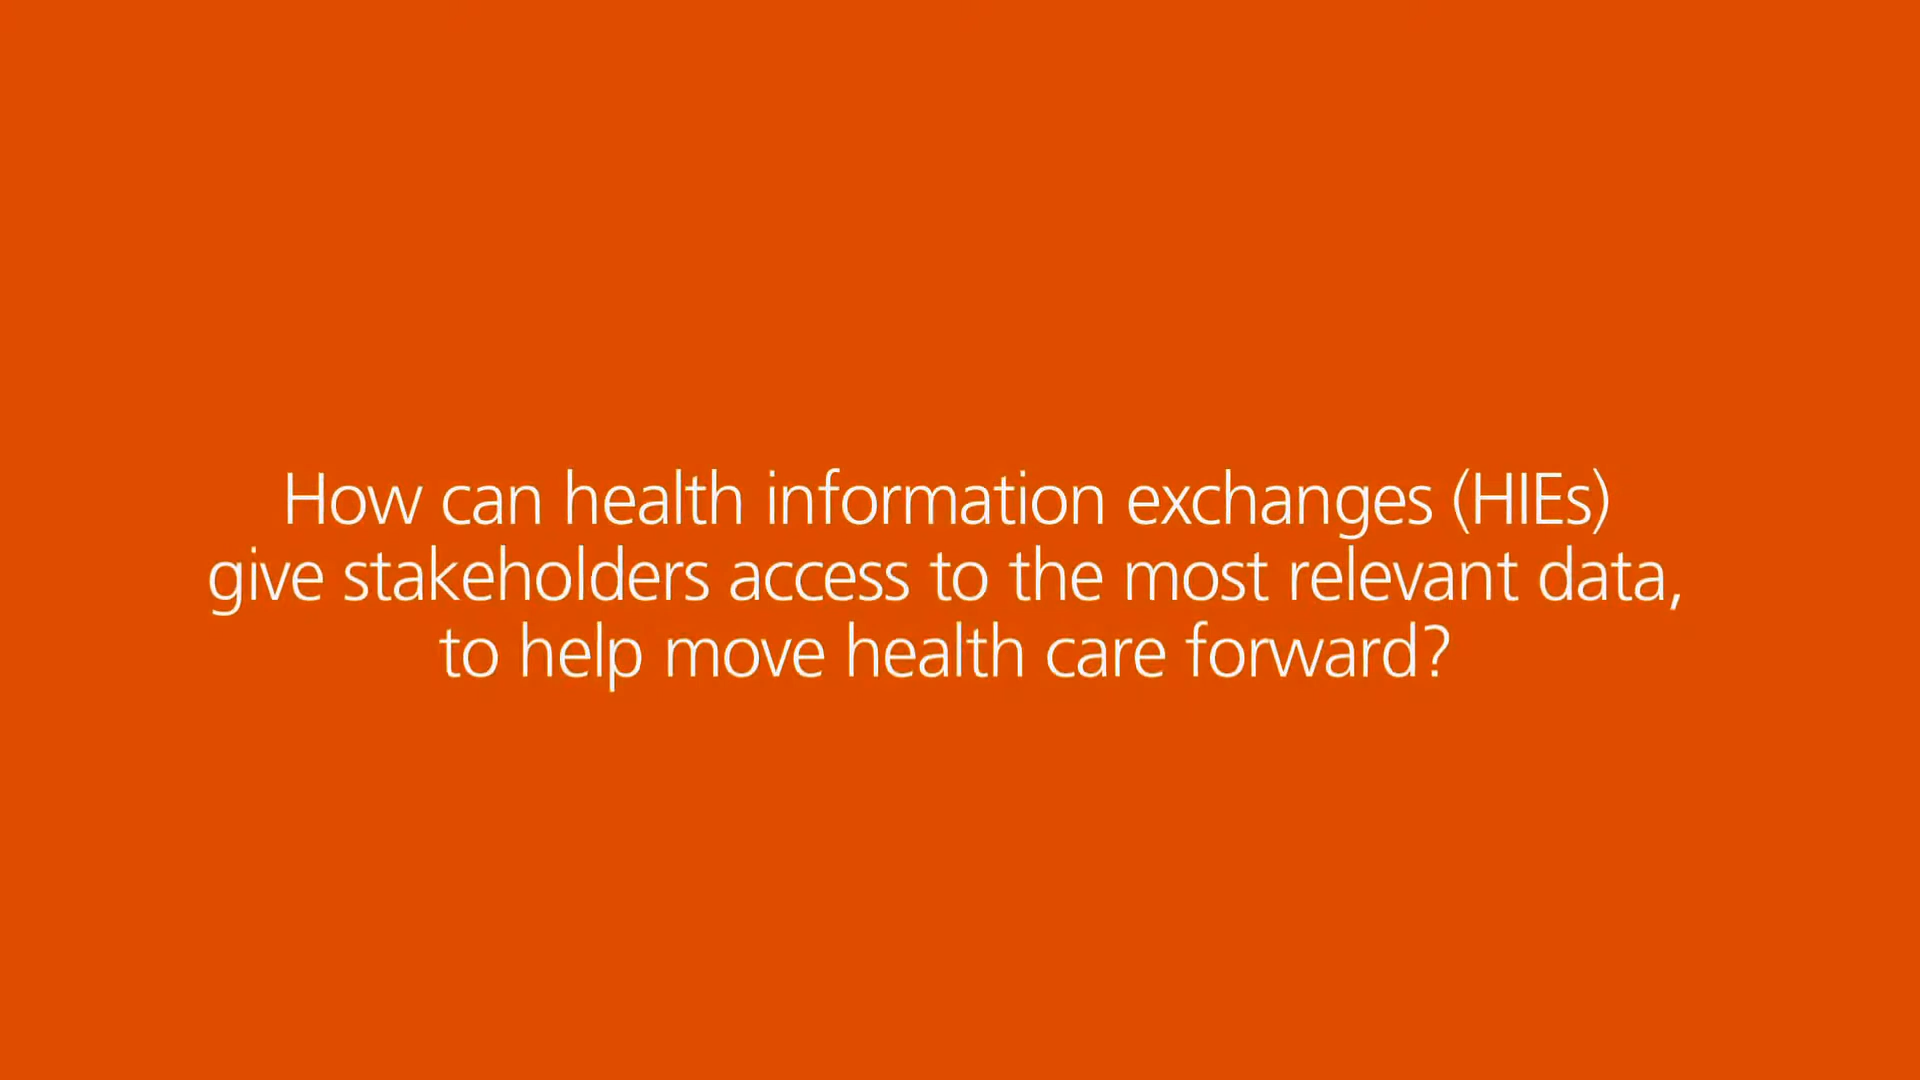 How can health information exchanges (HIEs)
give stakeholders access to the most relevant data,
to help move health care forward?